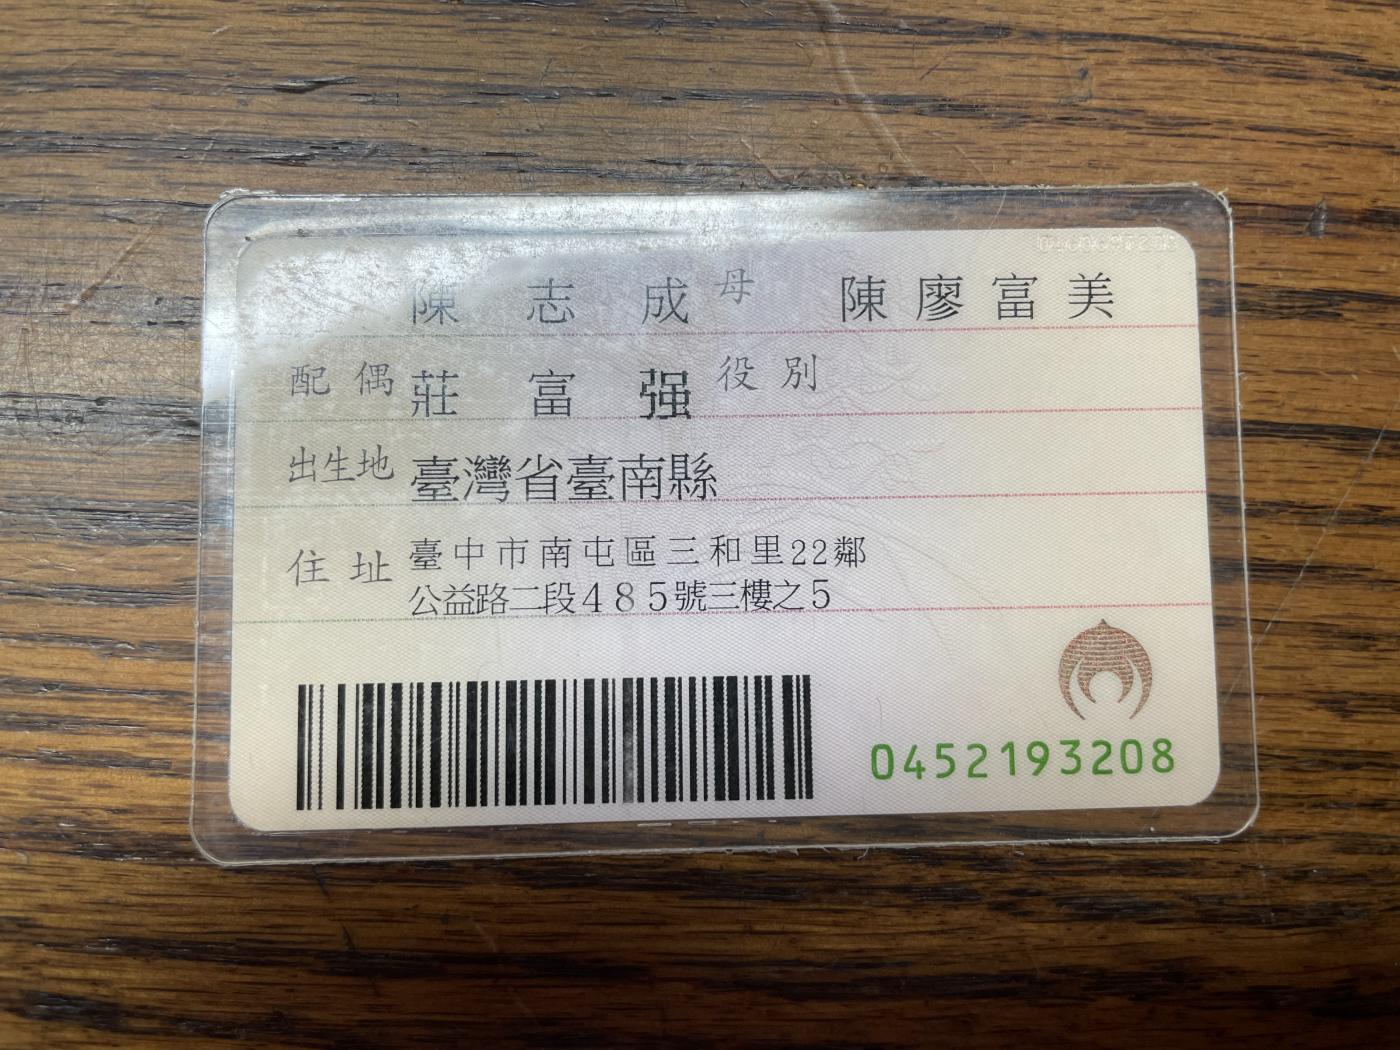 陳志成 母 陳廖富美
配偶 莊富强 役別
出生地 臺灣省臺南縣
住址 臺中市南屯區三和里22鄰
公益路二段485號三樓之5
0452193208